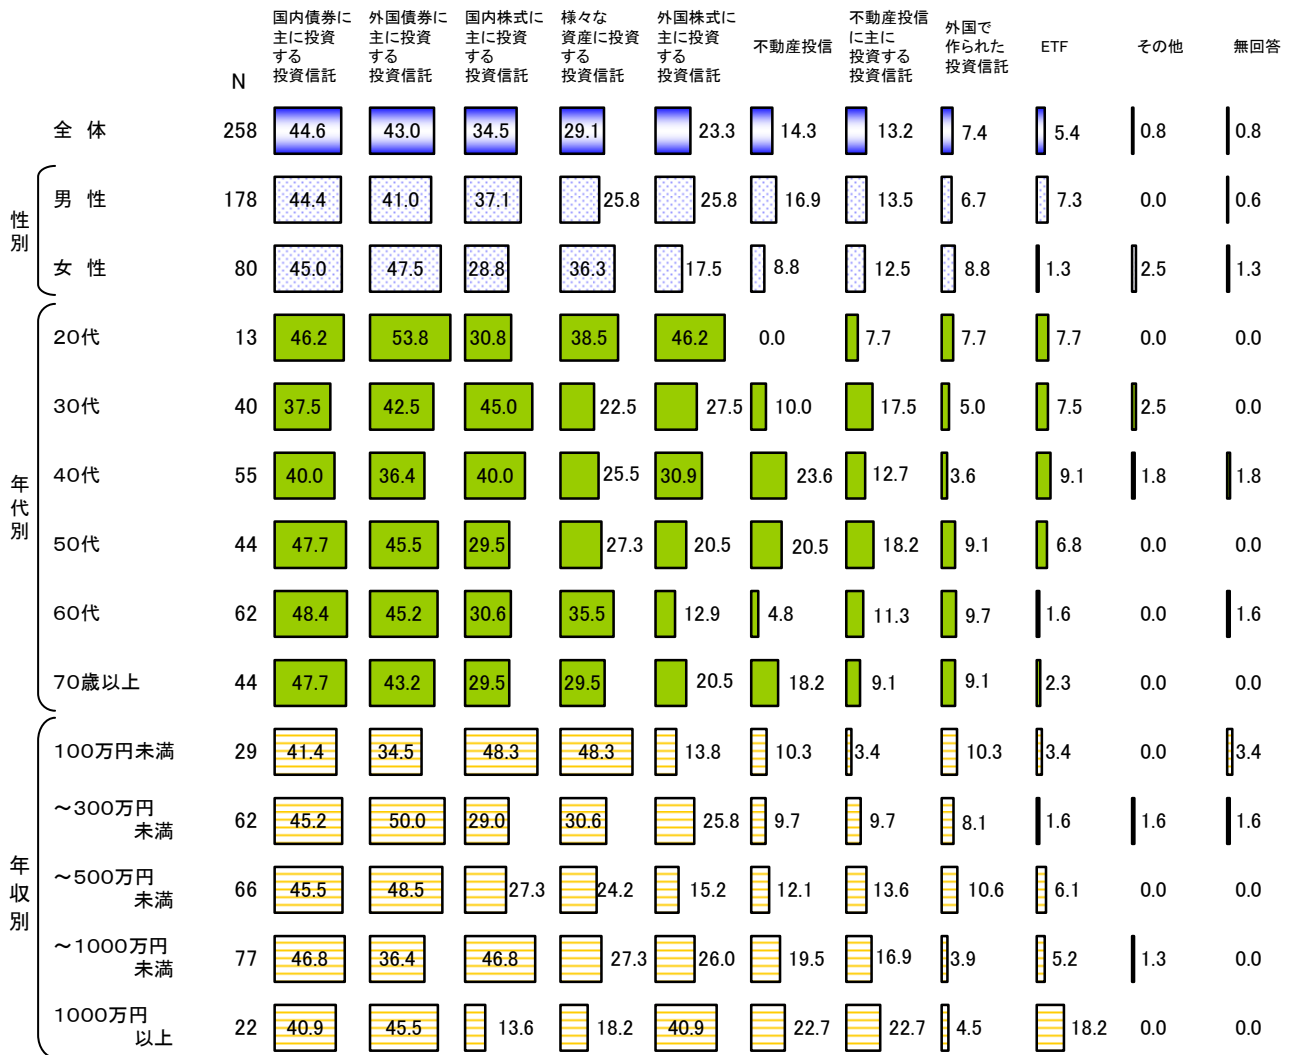 国内債券に
主に投資
する
投資信託
外国債券に
主に投資
する
投資信託
国内株式に
主に投資
する
投資信託
様々な
資産に投資
する
投資信託
外国株式に
主に投資
する
投資信託
不動産投信
不動産投信
に主に
投資する
投資信託
外国で
作られた
投資信託
ETF
その他
無回答
N
全 体 258 44.6 43.0 34.5 29.1 23.3 14.3 13.2 7.4 5.4 0.8 0.8
性別
男 性 178 44.4 41.0 37.1 25.8 25.8 16.9 13.5 6.7 7.3 0.0 0.6
女 性 80 45.0 47.5 28.8 36.3 17.5 8.8 12.5 8.8 1.3 2.5 1.3
年代別
20代 13 46.2 53.8 30.8 38.5 46.2 0.0 7.7 7.7 7.7 0.0 0.0
30代 40 37.5 42.5 45.0 22.5 27.5 10.0 17.5 5.0 7.5 2.5 0.0
40代 55 40.0 36.4 40.0 25.5 30.9 23.6 12.7 3.6 9.1 1.8 1.8
50代 44 47.7 45.5 29.5 27.3 20.5 20.5 18.2 9.1 6.8 0.0 0.0
60代 62 48.4 45.2 30.6 35.5 12.9 4.8 11.3 9.7 1.6 0.0 1.6
70歳以上 44 47.7 43.2 29.5 29.5 20.5 18.2 9.1 9.1 2.3 0.0 0.0
年収別
100万円未満 29 41.4 34.5 48.3 48.3 13.8 10.3 3.4 10.3 3.4 0.0 3.4
～300万円
未満 62 45.2 50.0 29.0 30.6 25.8 9.7 9.7 8.1 1.6 1.6 1.6
～500万円
未満 66 45.5 48.5 27.3 24.2 15.2 12.1 13.6 10.6 6.1 0.0 0.0
～1000万円
未満 77 46.8 36.4 46.8 27.3 26.0 19.5 16.9 3.9 5.2 1.3 0.0
1000万円
以上 22 40.9 45.5 13.6 18.2 40.9 22.7 22.7 4.5 18.2 0.0 0.0